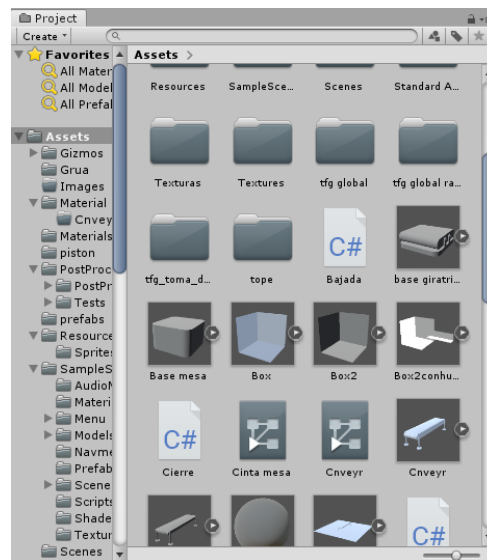 Project
Create
Favorites
All Mater
All Model
All Prefal
Assets
Gizmos
Grua
Images
Material
Cnvey
Materials
piston
PostProc
PostPr
Tests
prefabs
Resource
Sprite:
SampleS
AudioM
Materi
Menu
Models
Navme
Prefab
Scene
Scripts
Shade
Textur
Scenes
Assets >
Resources SampleSce... Scenes Standard A...
Texturas Textures tfg global tfg global ra...
C#
tfg_toma_d... tope Bajada base giratri...
Base mesa Box Box2 Box2conhu...
C#
Cierre Cinta mesa Cnveyr Cnveyr
C#